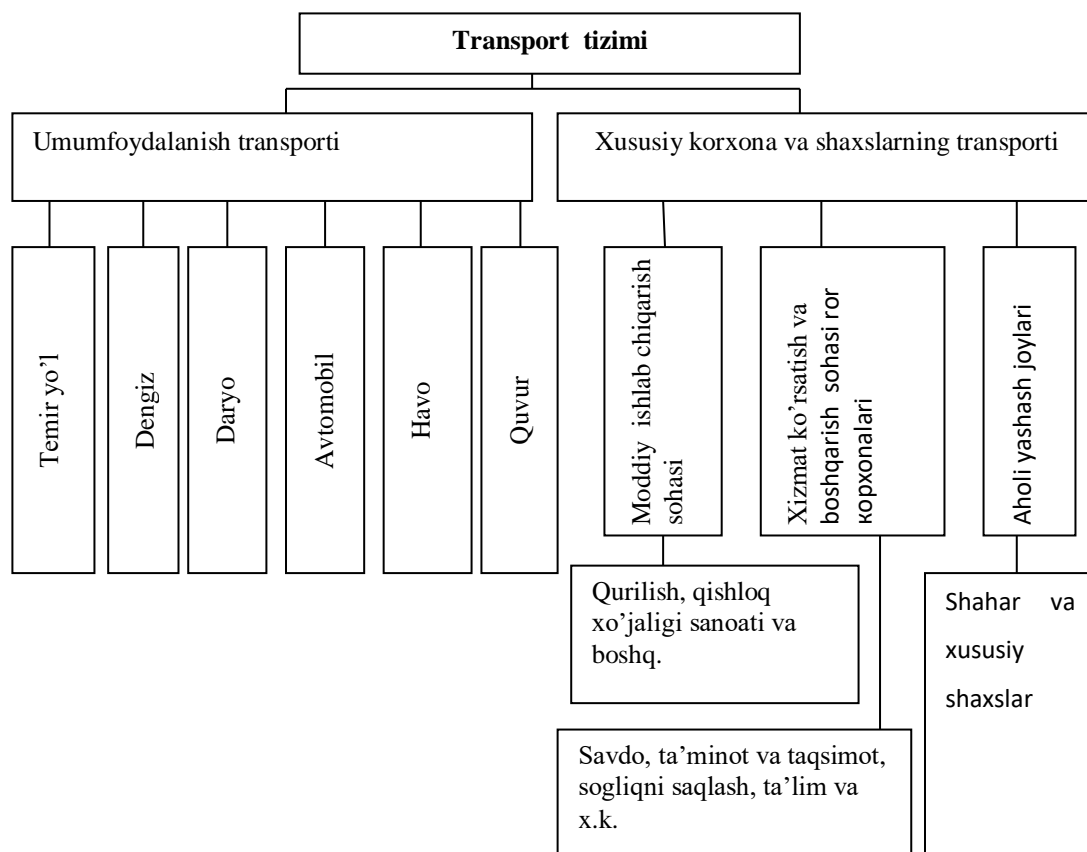 Transport tizimi
Umumfoydalanish transporti
Xususiy korxona va shaxslarning transporti
Temir yo’l
Dengiz
Daryo
Avtomobil
Havo
Quvur
Moddiy ishlab chiqarish
sohasi
Xizmat ko’rsatish va
boshqarish sohasi ror
корхоnalari
Aholi yashash joylari
Qurilish, qishloq
xo’jaligi sanoati va
boshq.
Shahar va
xususiy
shaxslar
Savdo, ta’minot va taqsimot,
sogliqni saqlash, ta’lim va
x.k.